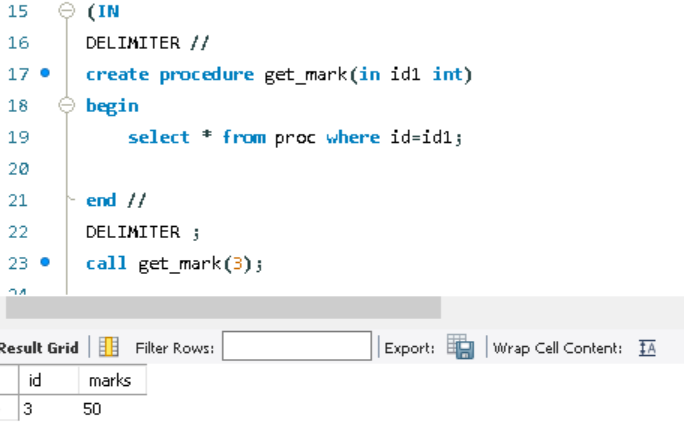 15 (IN
16 DELIMITER //
17 create procedure get_mark(in id1 int)
18 begin
19 select * from proc where id=id1;
20
21 end //
22 DELIMITER ;
23 call get_mark(3);
24
Result Grid Filter Rows: Export: Wrap Cell Content: IA
id marks
3 50